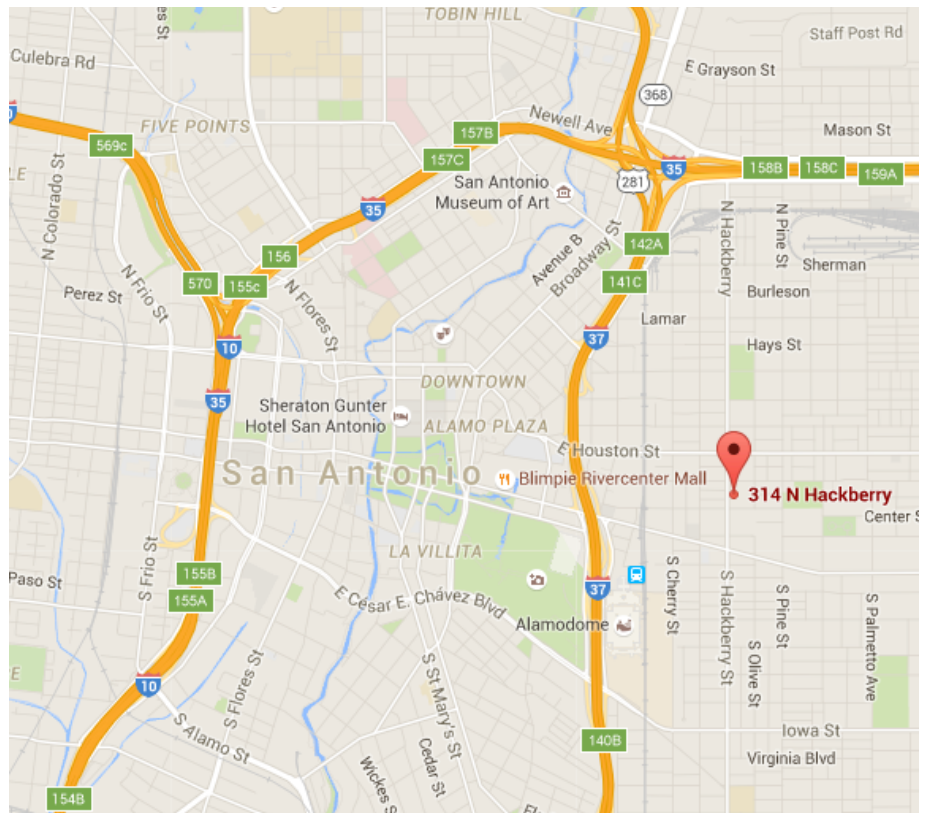 TOBIN HILL
Staff Post Rd
Culebra Rd
E Grayson St
368
Newell Ave
FIVE POINTS
157B
Mason St
569c
157C
35
158B
158C
159A
San Antonio
Museum of Art
281
N Colorado St
35
N Hackberry
N Pine St
142A
Avenue B
Broadway St
156
Sherman
N Frio St
570
155c
141C
Burleson
Perez St
N Flores St
Lamar
37
10
Hays St
DOWNTOWN
35
Sheraton Gunter
Hotel San Antonio
ALAMO PLAZA
E Houston St
San Antonio
Blimpie Rivercenter Mall
314 N Hackberry
Center S
LA VILLITA
S Frio St
155B
Paso St
155A
E César E. Chávez Blvd
37
S Cherry St
S Hackberry St
S Pine St
S Palmetto Ave
Alamodome
S Olive St
10
S Flores St
S St Mary's St
S Alamo St
140B
Iowa St
Virginia Blvd
Wickes S
Cedar St
154B